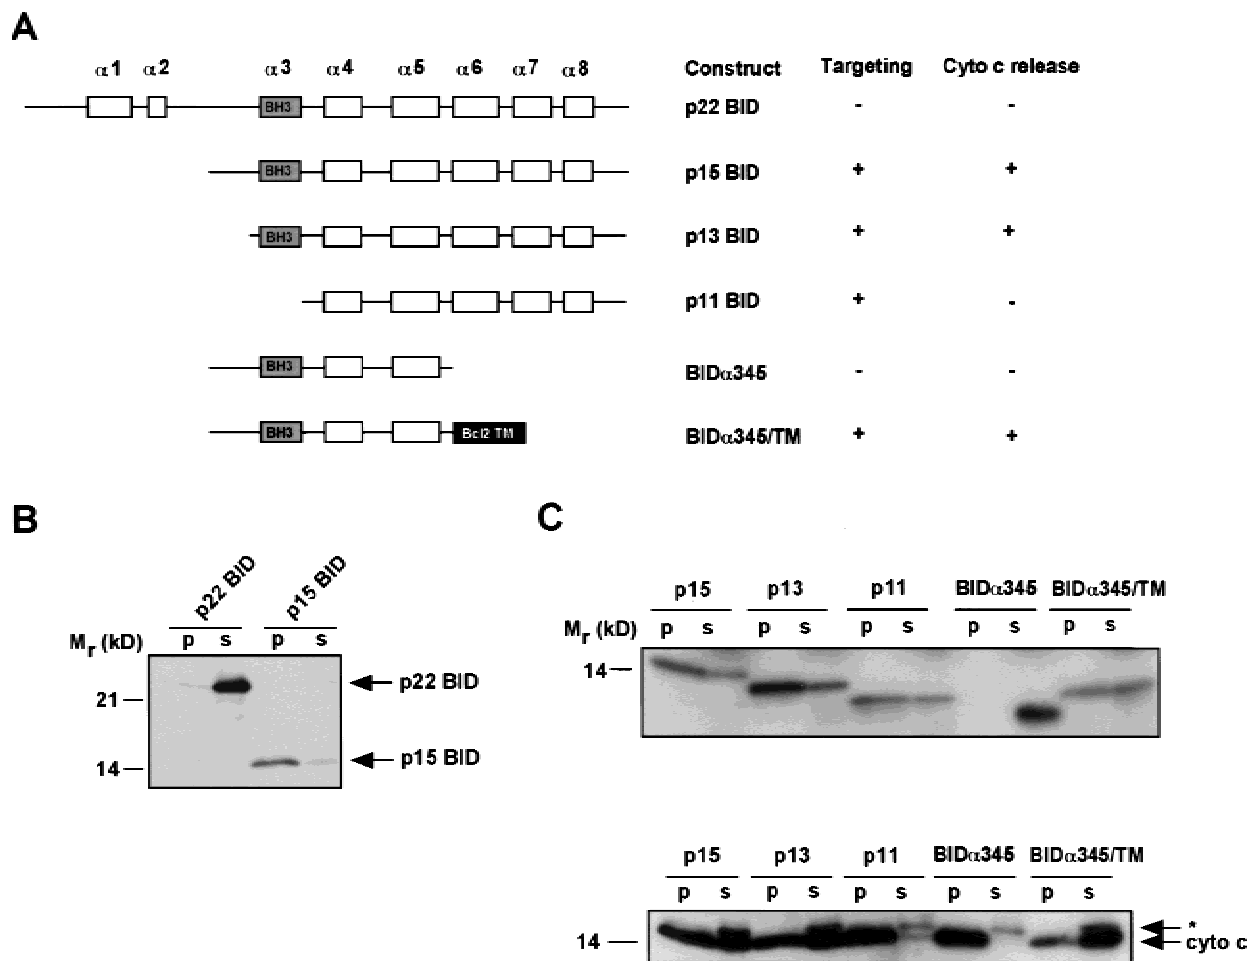 A
α1 α2 α3 α4 α5 α6 α7 α8 Construct Targeting Cyto c release
BH3 p22 BID - -
BH3 p15 BID + +
BH3 p13 BID + +
p11 BID + -
BH3 BIDα345 - -
BH3 Bcl2 TM BIDα345/TM + +
B
p22 BID p15 BID
Mr (kD) p s p s
21 p22 BID
14 p15 BID
C
p15 p13 p11 BIDα345 BIDα345/TM
Mr (kD) p s p s p s p s p s
14
p15 p13 p11 BIDα345 BIDα345/TM
p s p s p s p s p s
*
14 cyto c